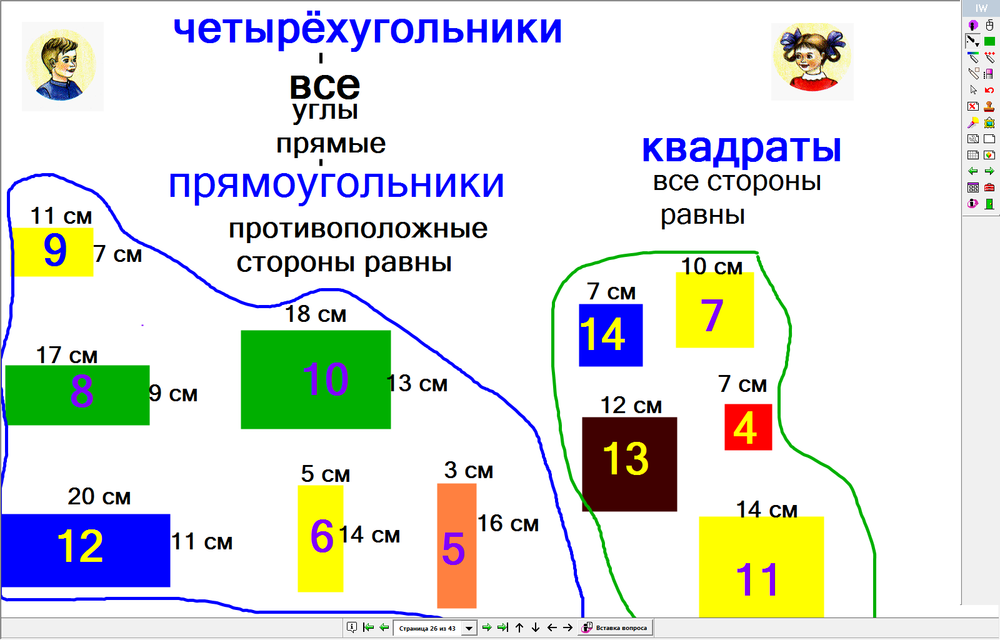 четырёхугольники
все
углы
прямые
прямоугольники
противоположные
стороны равны
квадраты
все стороны
равны
11 см
9
7 см
18 см
10
13 см
17 см
8
9 см
20 см
12
11 см
5 см
6
14 см
3 см
5
16 см
10 см
7
7 см
14
7 см
4
12 см
13
14 см
11
IW
Страница 26 из 43
Вставка вопроса